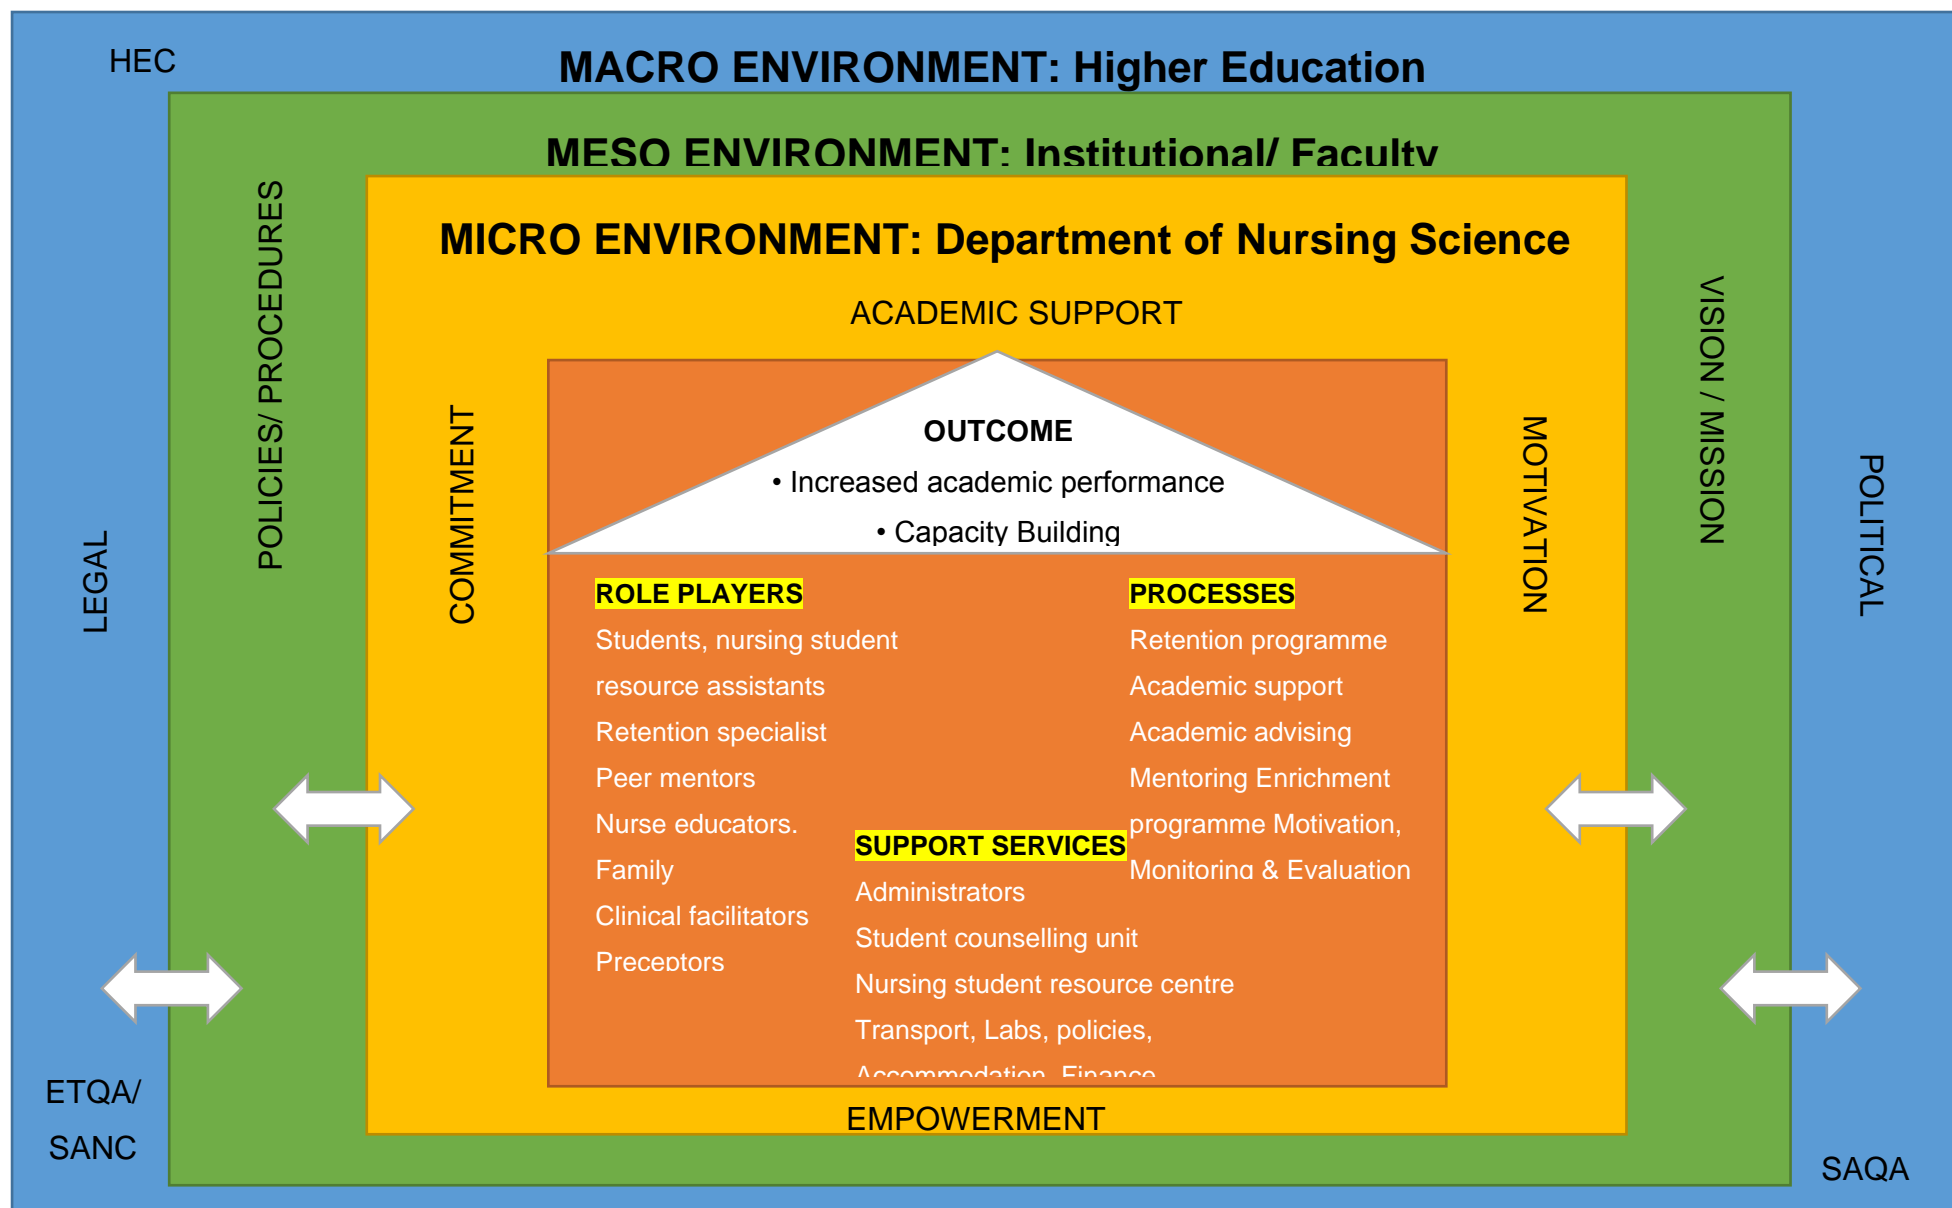 HEC
MACRO ENVIRONMENT: Higher Education
MESO ENVIRONMENT: Institutional/ Faculty
MICRO ENVIRONMENT: Department of Nursing Science
ACADEMIC SUPPORT
LEGAL
POLICIES/ PROCEDURES
COMMITMENT
OUTCOME
• Increased academic performance
• Capacity Building
MOTIVATION
VISION / MISSION
POLITICAL
ROLE PLAYERS
Students, nursing student
resource assistants
Retention specialist
Peer mentors
Nurse educators.
Family
Clinical facilitators
Preceptors
PROCESSES
Retention programme
Academic support
Academic advising
Mentoring Enrichment
programme Motivation,
Monitoring & Evaluation
SUPPORT SERVICES
Administrators
Student counselling unit
Nursing student resource centre
Transport, Labs, policies,
Accommodation, Finance
EMPOWERMENT
ETQA/
SANC
SAQA